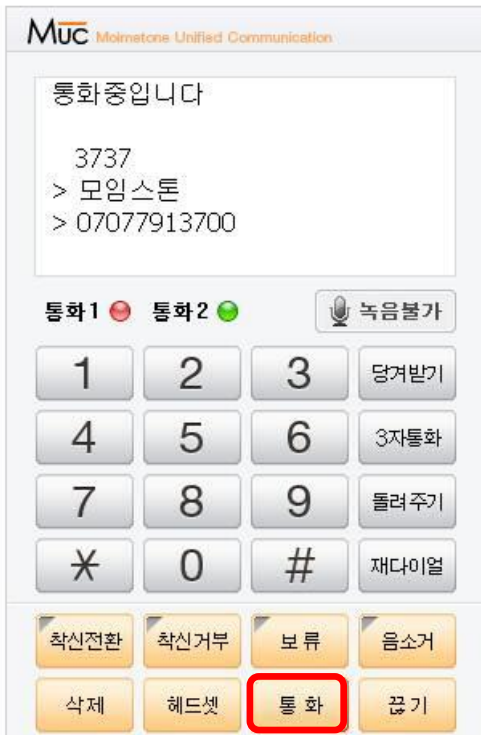 MUC Moimstone Unified Communication
통화중입니다
3737
> 모임스톤
> 07077913700
통화1 통화2 녹음불가
1 2 3 당겨받기
4 5 6 3자통화
7 8 9 돌려주기
* 0 # 재다이얼
착신전환 착신거부 보류 음소거
삭제 헤드셋 통화 끊기